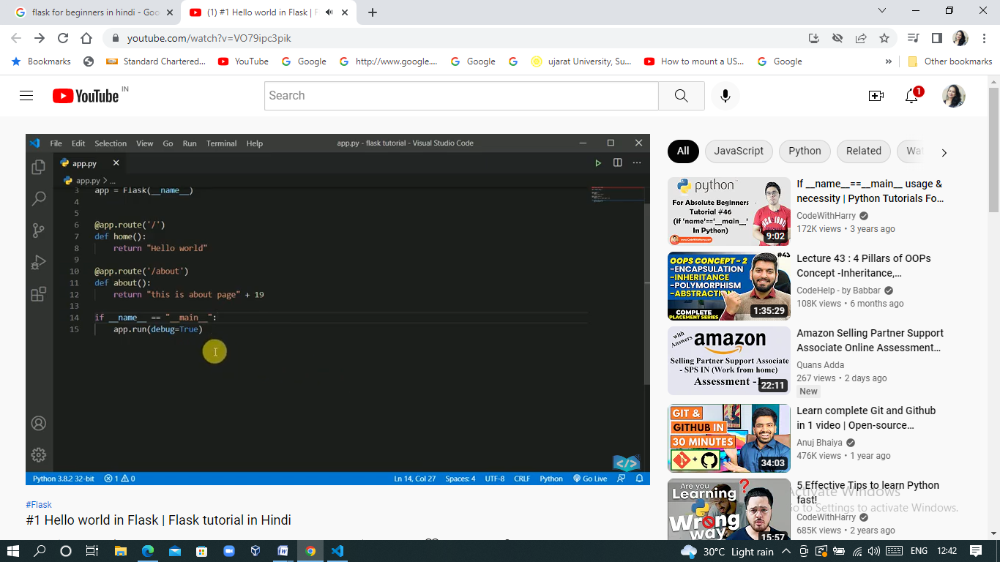 flask for beginners in hindi - Goo
(1) #1 Hello world in Flask | F
youtube.com/watch?v=VO79ipc3pik
Bookmarks
Standard Chartered...
YouTube
Google
http://www.google....
Google
ujarat University, Su...
How to mount a US...
Google
»
Other bookmarks
YouTube IN
Search
1
File Edit Selection View Go Run Terminal Help
app.py - flask tutorial - Visual Studio Code
app.py
app.py > ...
3 app = Flask(__name__)
4
5
6 @app.route('/')
7 def home():
8 return "Hello world"
9
10 @app.route('/about')
11 def about():
12 return "this is about page" + 19
13
14 if __name__ == "__main__":
15 app.run(debug=True)
Python 3.8.2 32-bit 1 0
Ln 14, Col 27 Spaces: 4 UTF-8 CRLF Python Go Live
#Flask
#1 Hello world in Flask | Flask tutorial in Hindi
All JavaScript Python Related Wat
python
For Absolute Beginners
Tutorial #46
(if 'name'=='__main__'
In Python)
www.CodeWithHarry.com
9:02
If __name__==__main__ usage &
necessity | Python Tutorials Fo...
CodeWithHarry
172K views • 3 years ago
OOPS CONCEPT - 2
#43
-ENCAPSULATION
-INHERITANCE
-POLYMORPHISM
-ABSTRACTION
COMPLETE
PLACEMENT SERIES
1:35:29
Lecture 43 : 4 Pillars of OOPs
Concept -Inheritance,...
CodeHelp - by Babbar
108K views • 6 months ago
with Answers
amazon
Selling Partner Support Associate
- SPS IN (Work from home)
Assessment -1
22:11
Amazon Selling Partner Support
Associate Online Assessment...
Quans Adda
267 views • 2 days ago
New
GIT &
GITHUB IN
30 MINUTES
34:03
Learn complete Git and Github
in 1 video | Open-source...
Anuj Bhaiya
476K views • 1 year ago
Are you
Learning
Wrong
way
?
15:57
5 Effective Tips to learn Python
fast!
CodeWithHarry
685K views • 2 years ago
Activate Windows
Go to Settings to activate Windows.
30°C Light rain
ENG 12:42